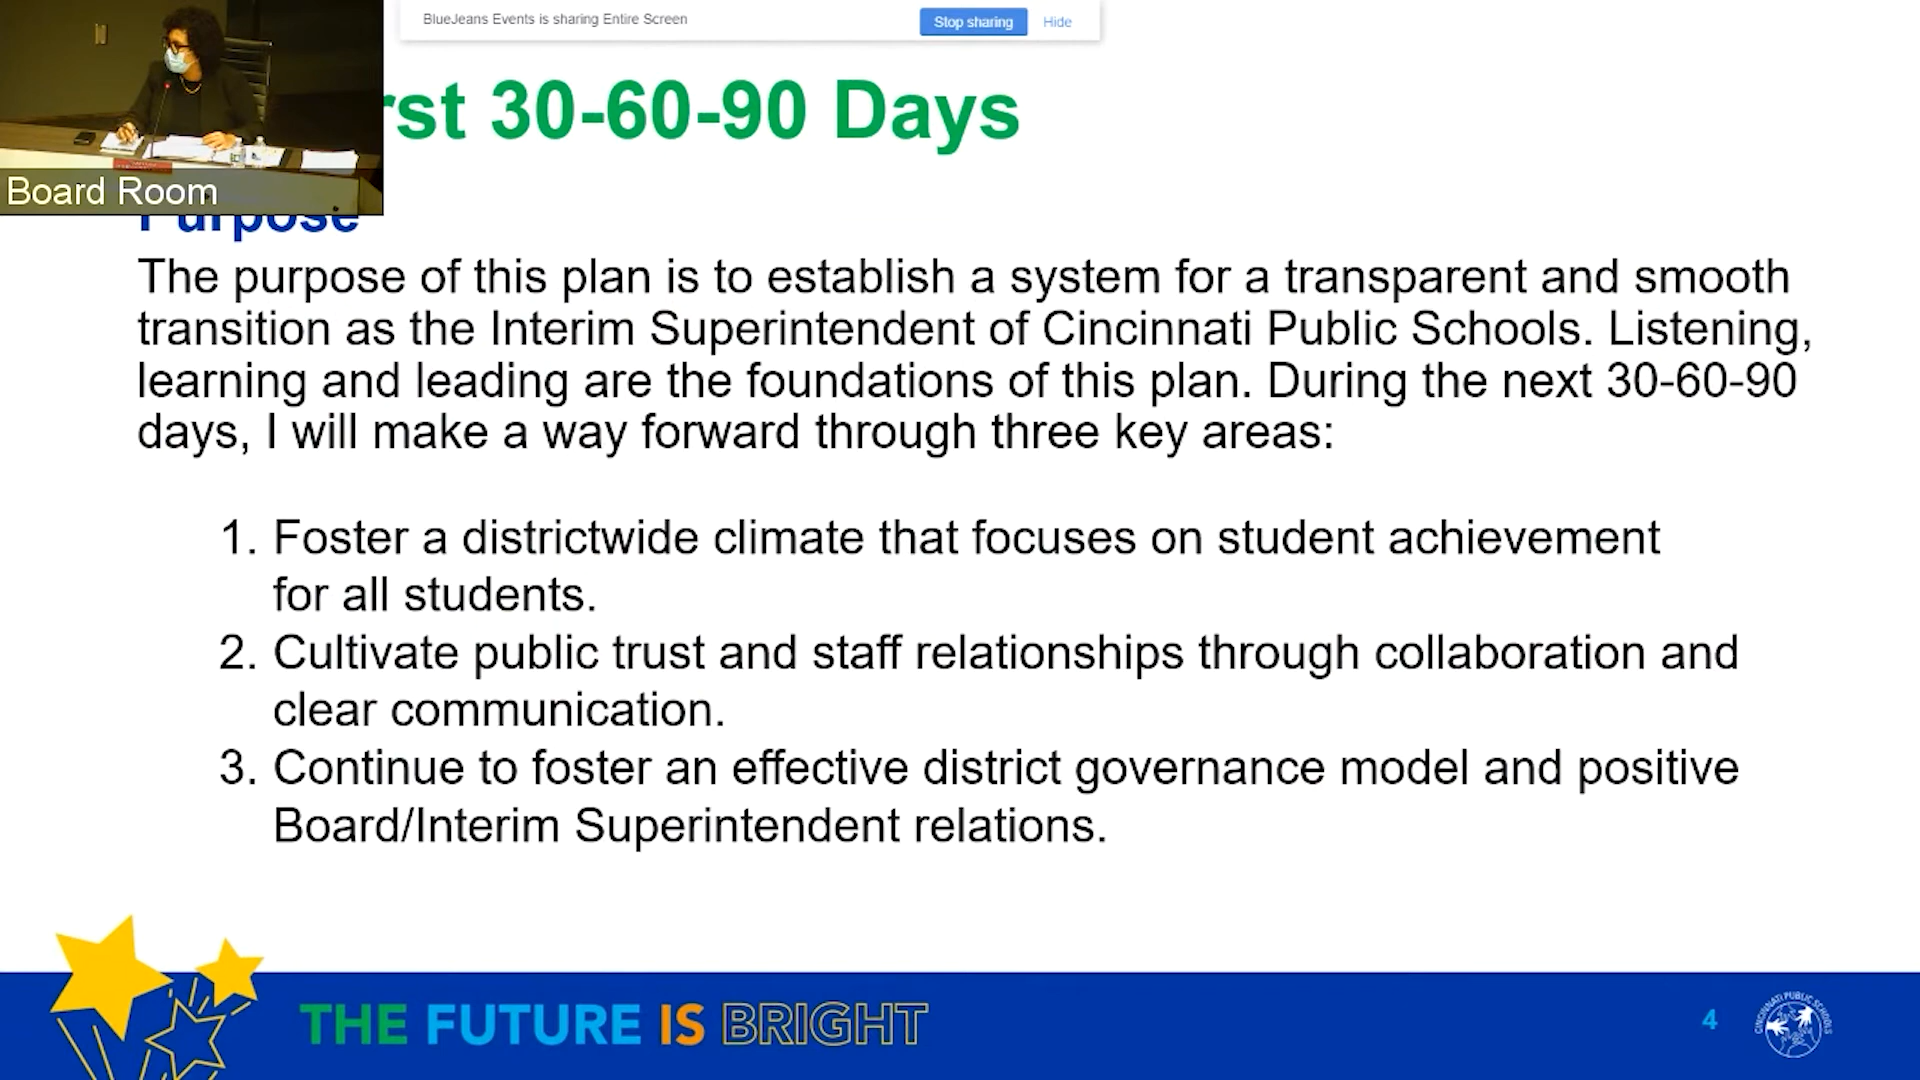 BlueJeans Events is sharing Entire Screen
Stop sharing
Hide
rst 30-60-90 Days
Board Room
Purpose
The purpose of this plan is to establish a system for a transparent and smooth
transition as the Interim Superintendent of Cincinnati Public Schools. Listening,
learning and leading are the foundations of this plan. During the next 30-60-90
days, I will make a way forward through three key areas:
1. Foster a districtwide climate that focuses on student achievement
for all students.
2. Cultivate public trust and staff relationships through collaboration and
clear communication.
3. Continue to foster an effective district governance model and positive
Board/Interim Superintendent relations.
THE FUTURE IS BRIGHT
4
CINCINNATI PUBLIC SCHOOLS